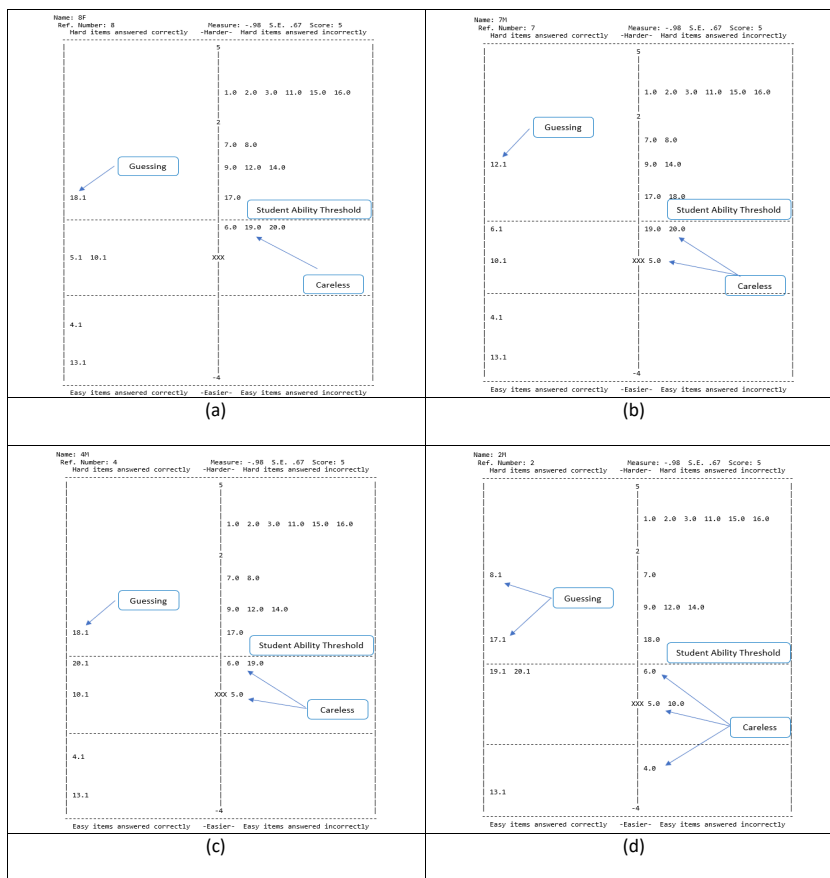 Name: 8F
Ref. Number: 8 Measure: -.98 S.E. .67 Score: 5
Hard items answered correctly -Harder- Hard items answered incorrectly
5
1.0 2.0 3.0 11.0 15.0 16.0
2
7.0 8.0
Guessing
9.0 12.0 14.0
18.1 17.0
Student Ability Threshold
6.0 19.0 20.0
5.1 10.1 XXX
Careless
4.1
13.1
-4
Easy items answered correctly -Easier- Easy items answered incorrectly
(a)
Name: 7M
Ref. Number: 7 Measure: -.98 S.E. .67 Score: 5
Hard items answered correctly -Harder- Hard items answered incorrectly
5
1.0 2.0 3.0 11.0 15.0 16.0
2
Guessing
7.0 8.0
12.1 9.0 14.0
17.0 18.0
Student Ability Threshold
6.1 19.0 20.0
10.1 XXX 5.0
Careless
4.1
13.1
-4
Easy items answered correctly -Easier- Easy items answered incorrectly
(b)
Name: 4M
Ref. Number: 4 Measure: -.98 S.E. .67 Score: 5
Hard items answered correctly -Harder- Hard items answered incorrectly
5
1.0 2.0 3.0 11.0 15.0 16.0
2
7.0 8.0
Guessing
9.0 12.0 14.0
18.1 17.0
Student Ability Threshold
20.1 6.0 19.0
10.1 XXX 5.0
Careless
4.1
13.1
-4
Easy items answered correctly -Easier- Easy items answered incorrectly
(c)
Name: 2M
Ref. Number: 2 Measure: -.98 S.E. .67 Score: 5
Hard items answered correctly -Harder- Hard items answered incorrectly
5
1.0 2.0 3.0 11.0 15.0 16.0
2
8.1 7.0
Guessing
9.0 12.0 14.0
17.1 18.0
Student Ability Threshold
19.1 20.1 6.0
XXX 5.0 10.0
Careless
4.0
13.1
-4
Easy items answered correctly -Easier- Easy items answered incorrectly
(d)